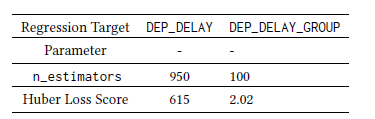 Regression Target DEP_DELAY DEP_DELAY_GROUP
Parameter - -
n_estimators 950 100
Huber Loss Score 615 2.02